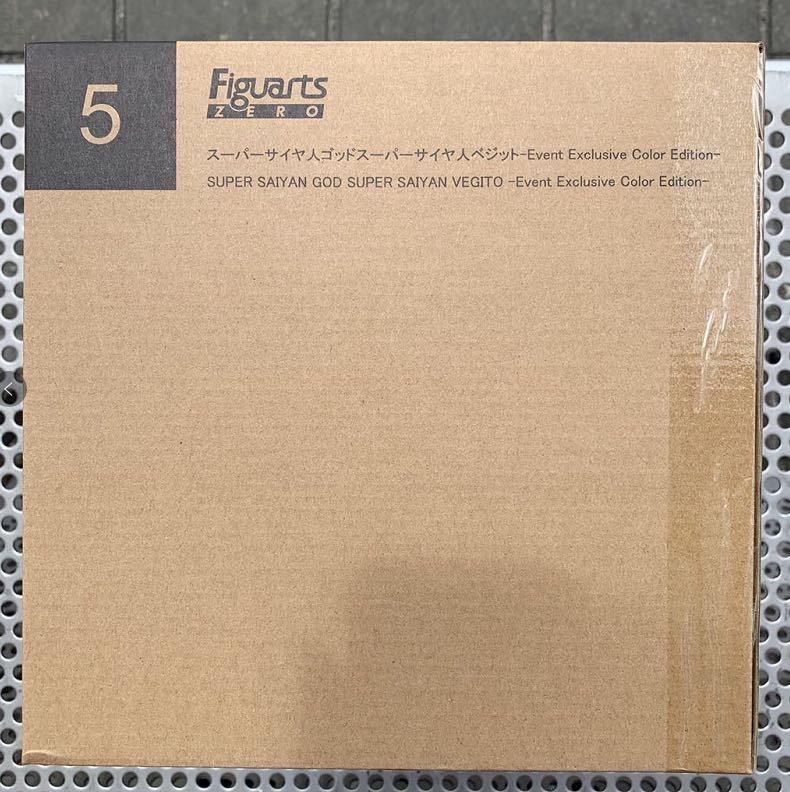 5
Figuarts
ZERO
スーパーサイヤ人ゴッドスーパーサイヤ人ベジット-Event Exclusive Color Edition-
SUPER SAIYAN GOD SUPER SAIYAN VEGITO -Event Exclusive Color Edition-